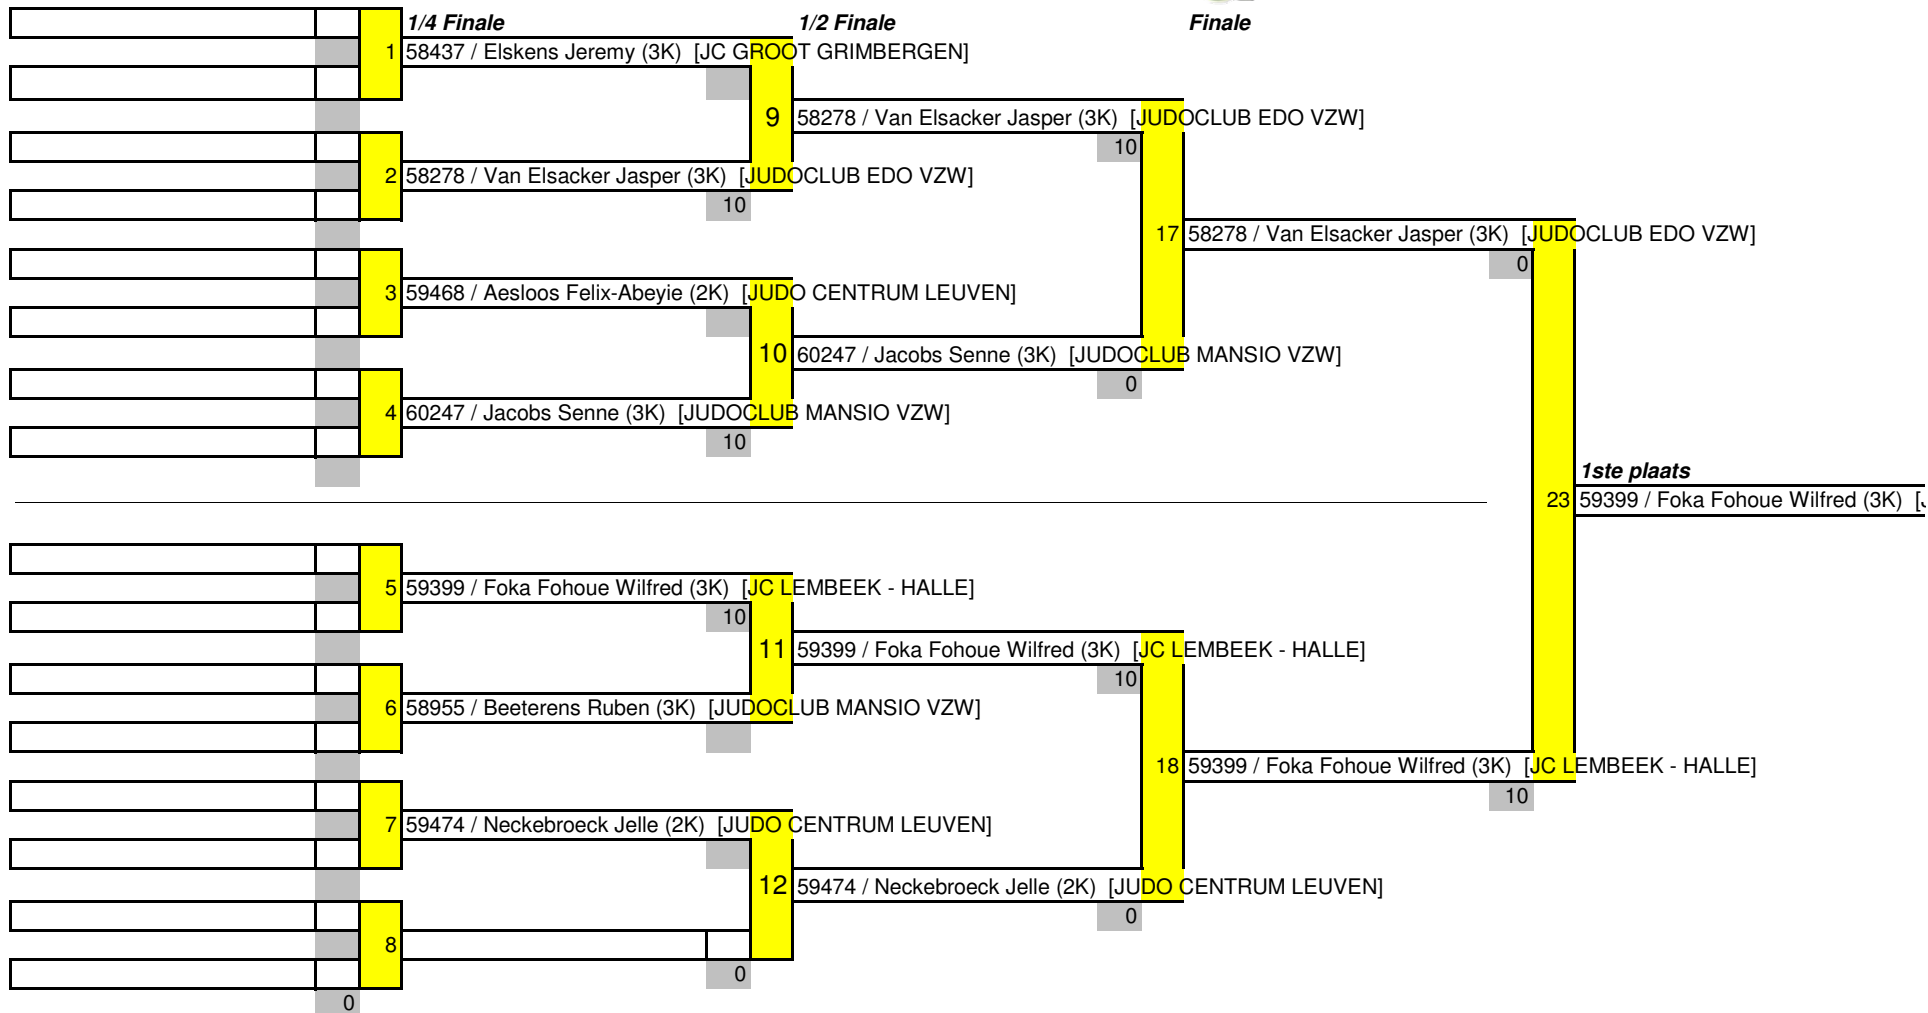 1/4 Finale 1/2 Finale Finale
1 58437 / Elskens Jeremy (3K) [JC GROOT GRIMBERGEN]
9 58278 / Van Elsacker Jasper (3K) [JUDOCLUB EDO VZW]
10
2 58278 / Van Elsacker Jasper (3K) [JUDOCLUB EDO VZW]
10
17 58278 / Van Elsacker Jasper (3K) [JUDOCLUB EDO VZW]
0
3 59468 / Aesloos Felix-Abeyie (2K) [JUDO CENTRUM LEUVEN]
10 60247 / Jacobs Senne (3K) [JUDOCLUB MANSIO VZW]
0
4 60247 / Jacobs Senne (3K) [JUDOCLUB MANSIO VZW]
10
1ste plaats
23 59399 / Foka Fohoue Wilfred (3K) [J
5 59399 / Foka Fohoue Wilfred (3K) [JC LEMBEEK - HALLE]
10
11 59399 / Foka Fohoue Wilfred (3K) [JC LEMBEEK - HALLE]
10
6 58955 / Beeterens Ruben (3K) [JUDOCLUB MANSIO VZW]
18 59399 / Foka Fohoue Wilfred (3K) [JC LEMBEEK - HALLE]
10
7 59474 / Neckebroeck Jelle (2K) [JUDO CENTRUM LEUVEN]
12 59474 / Neckebroeck Jelle (2K) [JUDO CENTRUM LEUVEN]
0
8
0
0